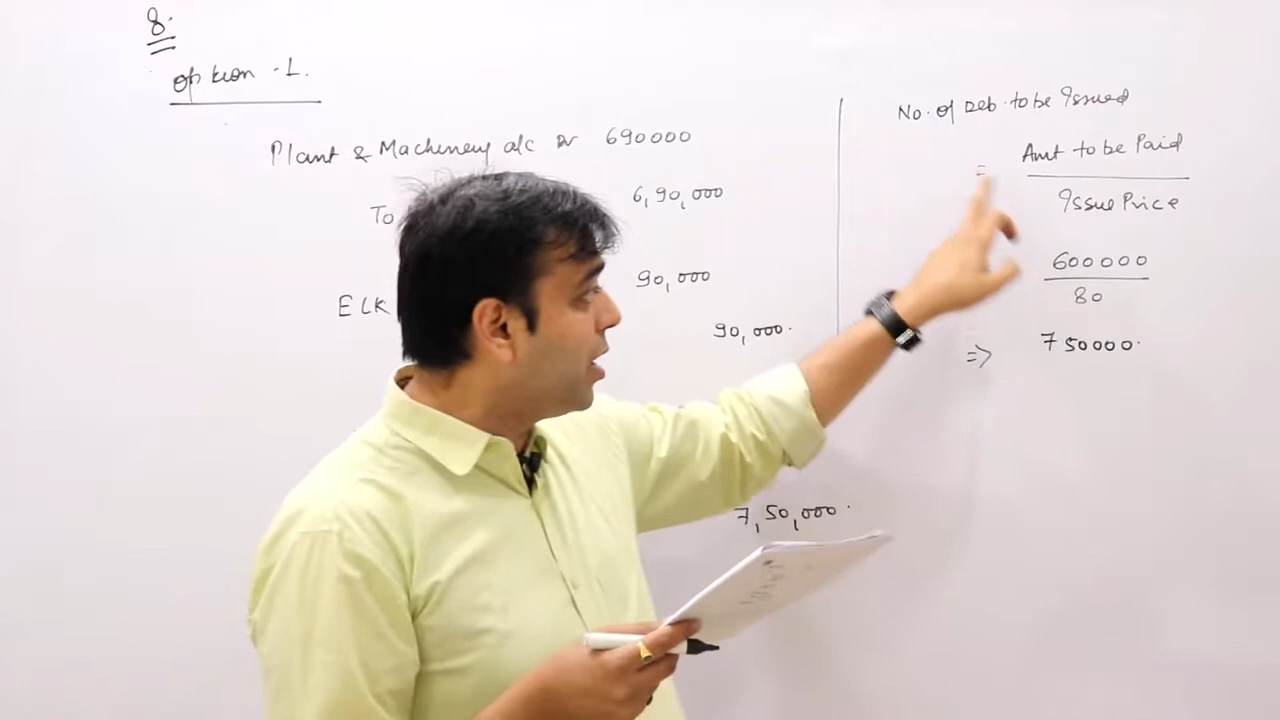 8.
option - 1.
Plant & Machinery a/c Dr 690000
To 6,90,000
ELK 90,000
90,000.
7,50,000.
No. of Deb. to be Issued
= Amt to be Paid
Issue Price
600000
80
=> 750000.